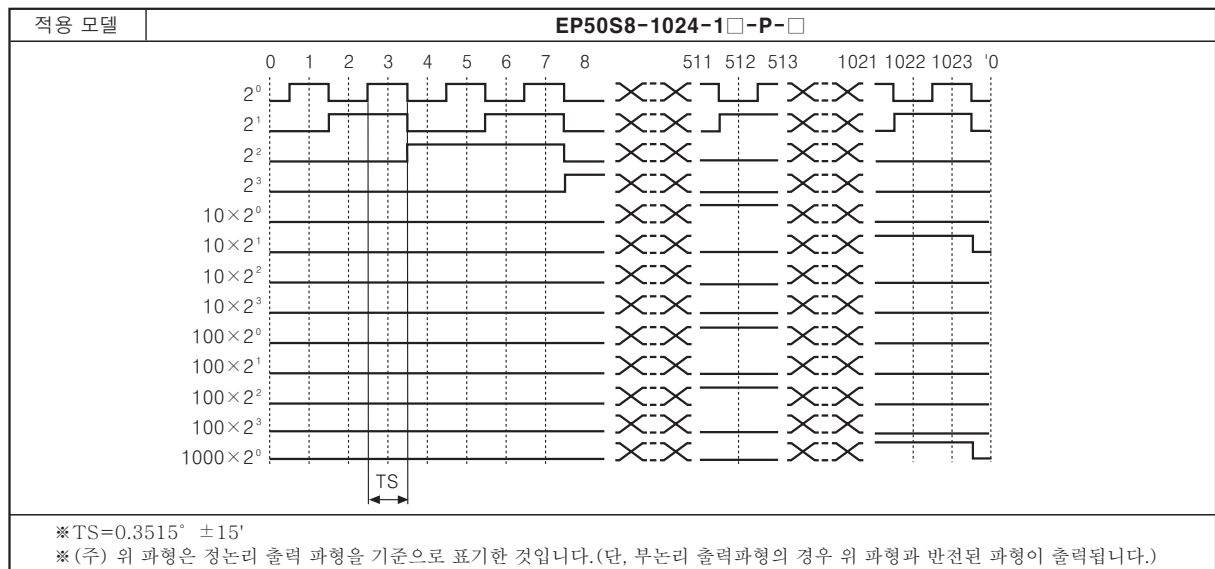 적용 모델
EP50S8-1024-1□-P-□
0 1 2 3 4 5 6 7 8 511 512 513 1021 1022 1023 '0
2⁰
2¹
2²
2³
10×2⁰
10×2¹
10×2²
10×2³
100×2⁰
100×2¹
100×2²
100×2³
1000×2⁰
TS
※TS=0.3515° ±15'
※(주) 위 파형은 정논리 출력 파형을 기준으로 표기한 것입니다.(단, 부논리 출력파형의 경우 위 파형과 반전된 파형이 출력됩니다.)